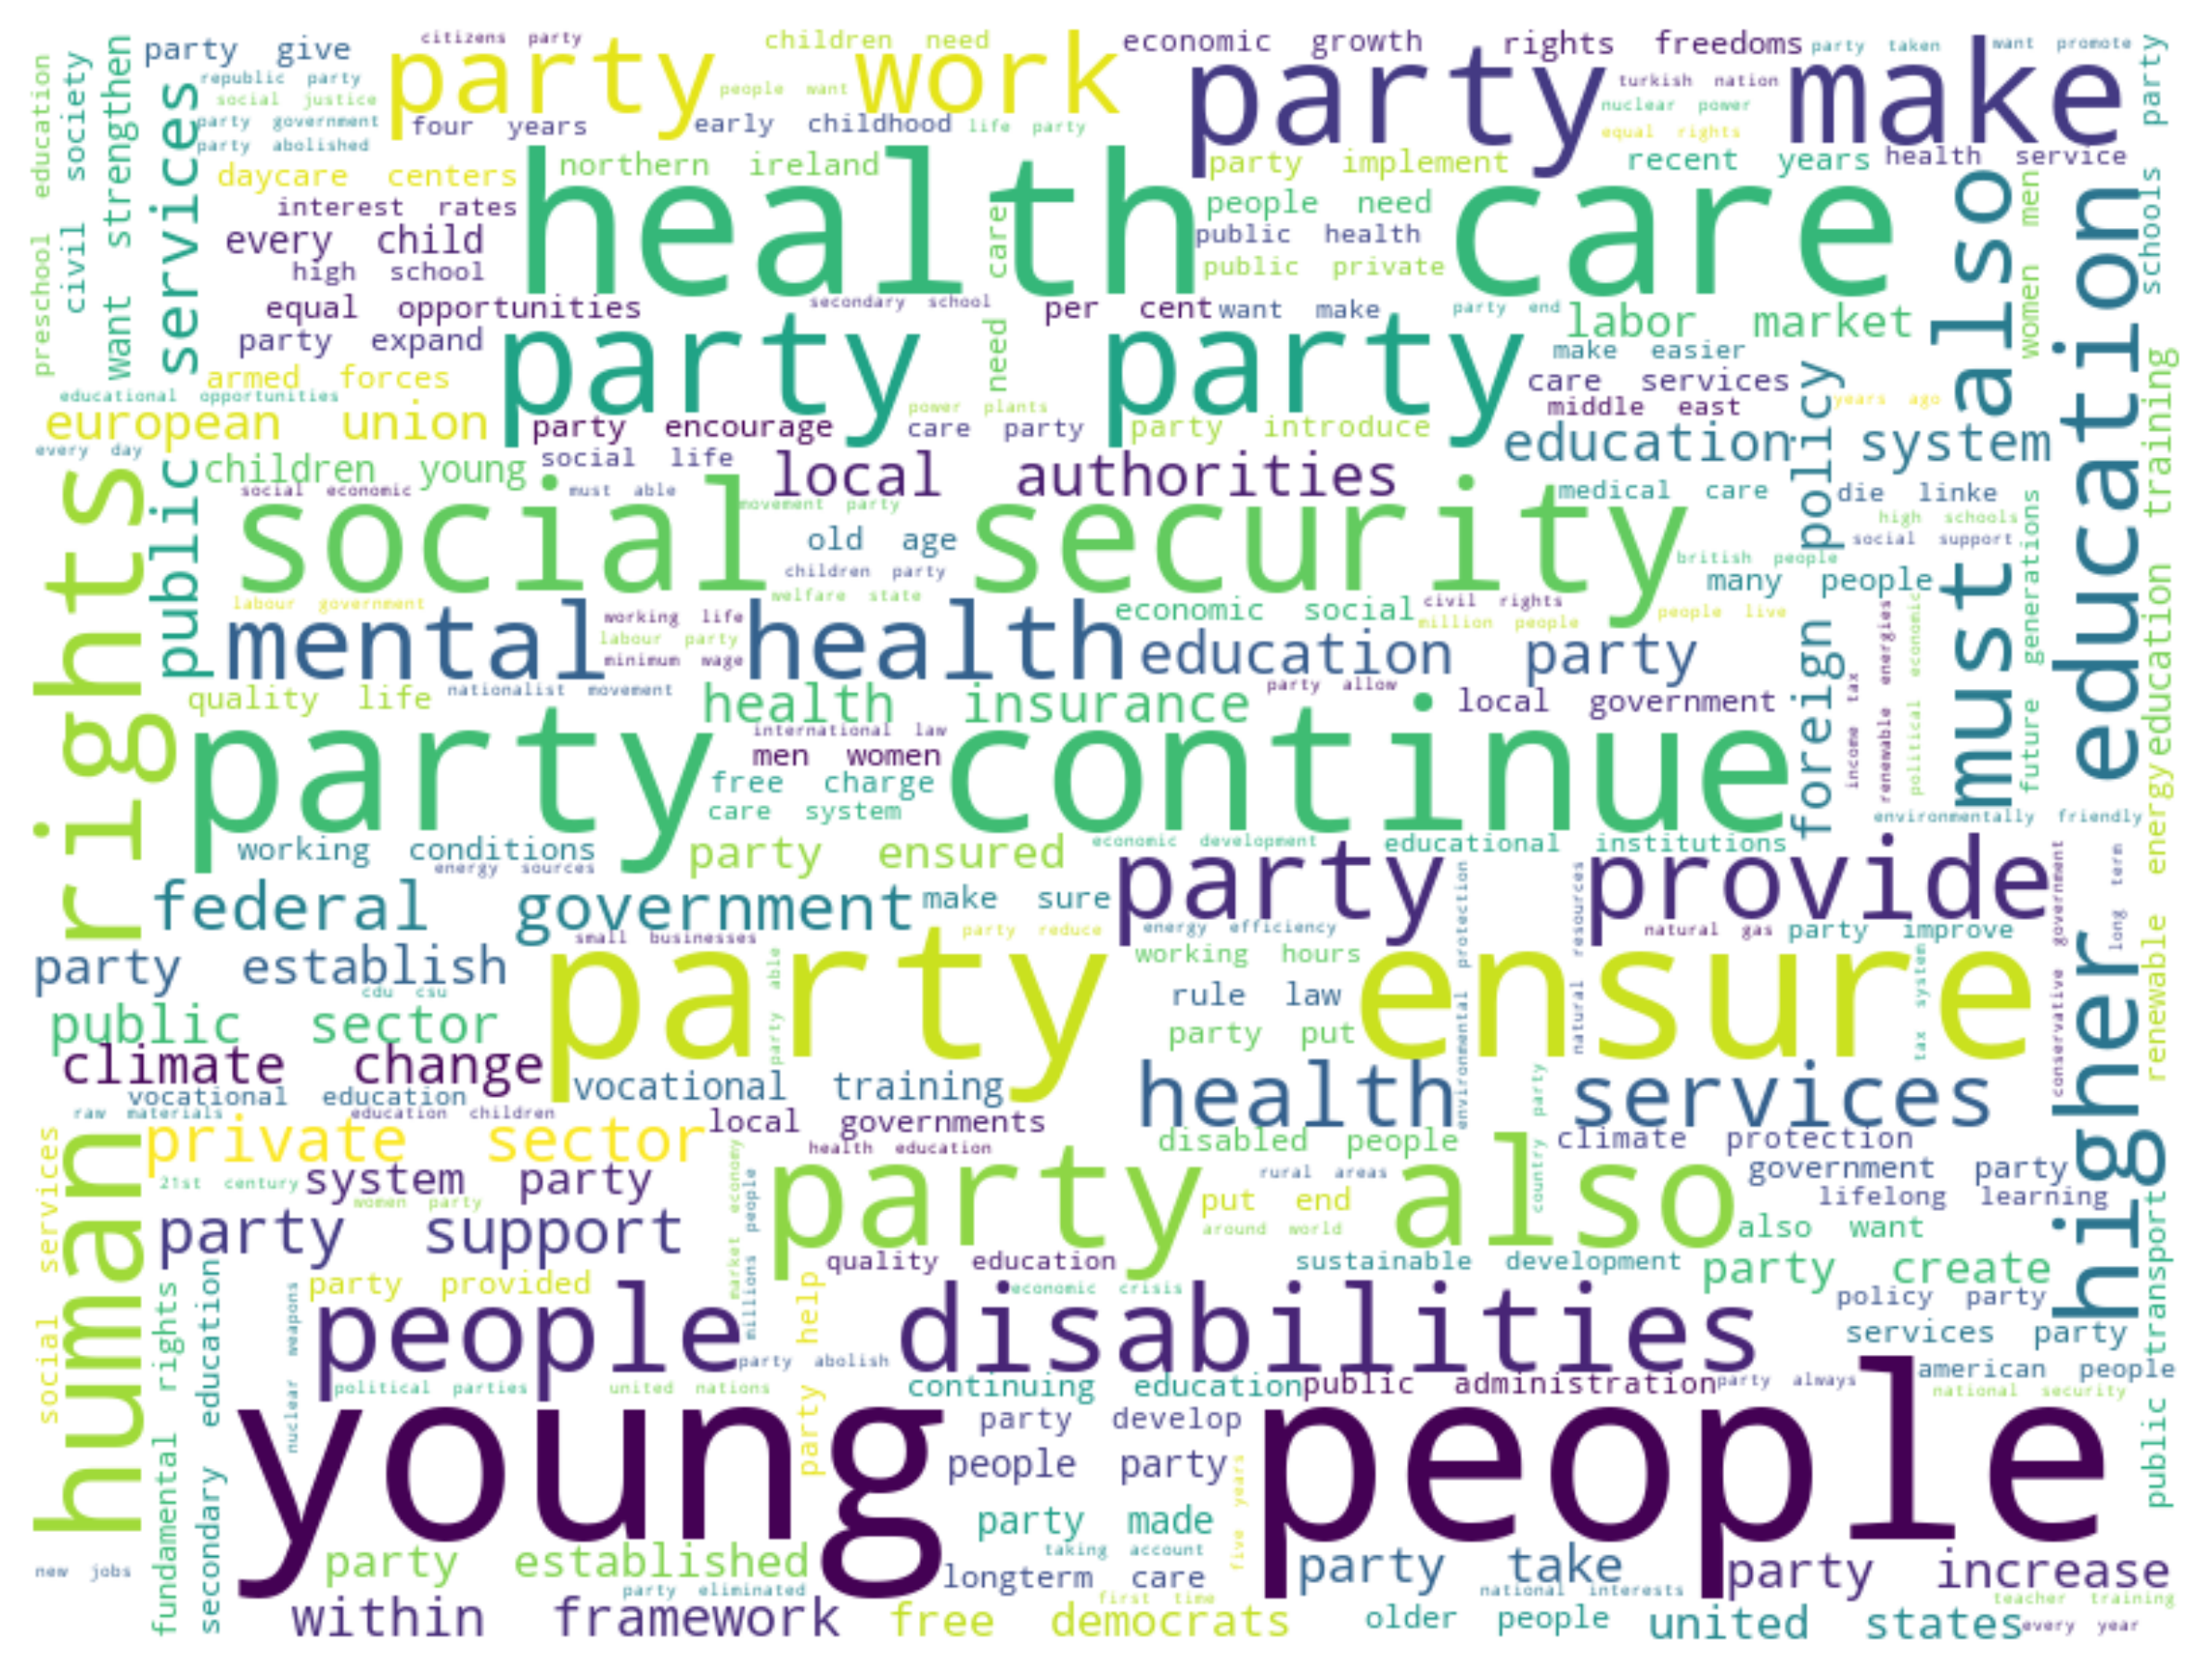 party give
citizens party
party work
children need
economic growth
rights freedoms
party taken
want promote
republic party
social justice
people want
party make
turkish nation
nuclear power
party government
four years
early childhood
life party
equal rights
party abolished
northern ireland
party implement
recent years
health service
daycare centers
health care
interest rates
people need
every child
public health
high school
public private
equal opportunities
secondary school
per cent
want make
party end
labor market
party expand
party party
make easier
armed forces
care services
educational opportunities
middle east
years ago
european union
power plants
party encourage
care party
party introduce
education system
every day
children young
social life
local authorities
social economic
must able
medical care
die linke
movement party
social security
high schools
old age
social support
british people
children party
many people
labour government
welfare state
economic social
civil rights
people live
working life
million people
mental health
labour party
education party
minimum wage
quality life
nationalist movement
health insurance
party allow
local government
international law
men women
party continue
free charge
care system
environmentally friendly
working conditions
party ensured
economic development
educational institutions
energy sources
federal government
make sure
party provide
small businesses
party reduce
energy efficiency
natural gas
party improve
party establish
working hours
cdu csu
party ensure
rule law
public sector
party put
climate change
vocational training
health services
vocational education
raw materials
education children
local governments
private sector
health education
disabled people
climate protection
21st century
system party
rural areas
government party
women party
put end
lifelong learning
party support
party also
around world
also want
quality education
sustainable development
party create
party provided
economic crisis
policy party
people disabilities
services party
party abolish
american people
political parties
united nations
continuing education
public administration
party always
national security
young people
party develop
people party
party made
taking account
party established
new jobs
longterm care
party take
party increase
party eliminated
national interests
first time
teacher training
within framework
free democrats
older people
united states
every year
preschool education
civil society
want strengthen
public services
human rights
social services
fundamental rights
secondary education
nuclear weapons
market economy
millions people
party help
party able
need care
five years
country party
environmental protection
natural resources
foreign policy
income tax
renewable energies
political economic
must also
tax system
women men
future generations
conservative government
long term
higher education
schools party
education training
renewable energy
public transport